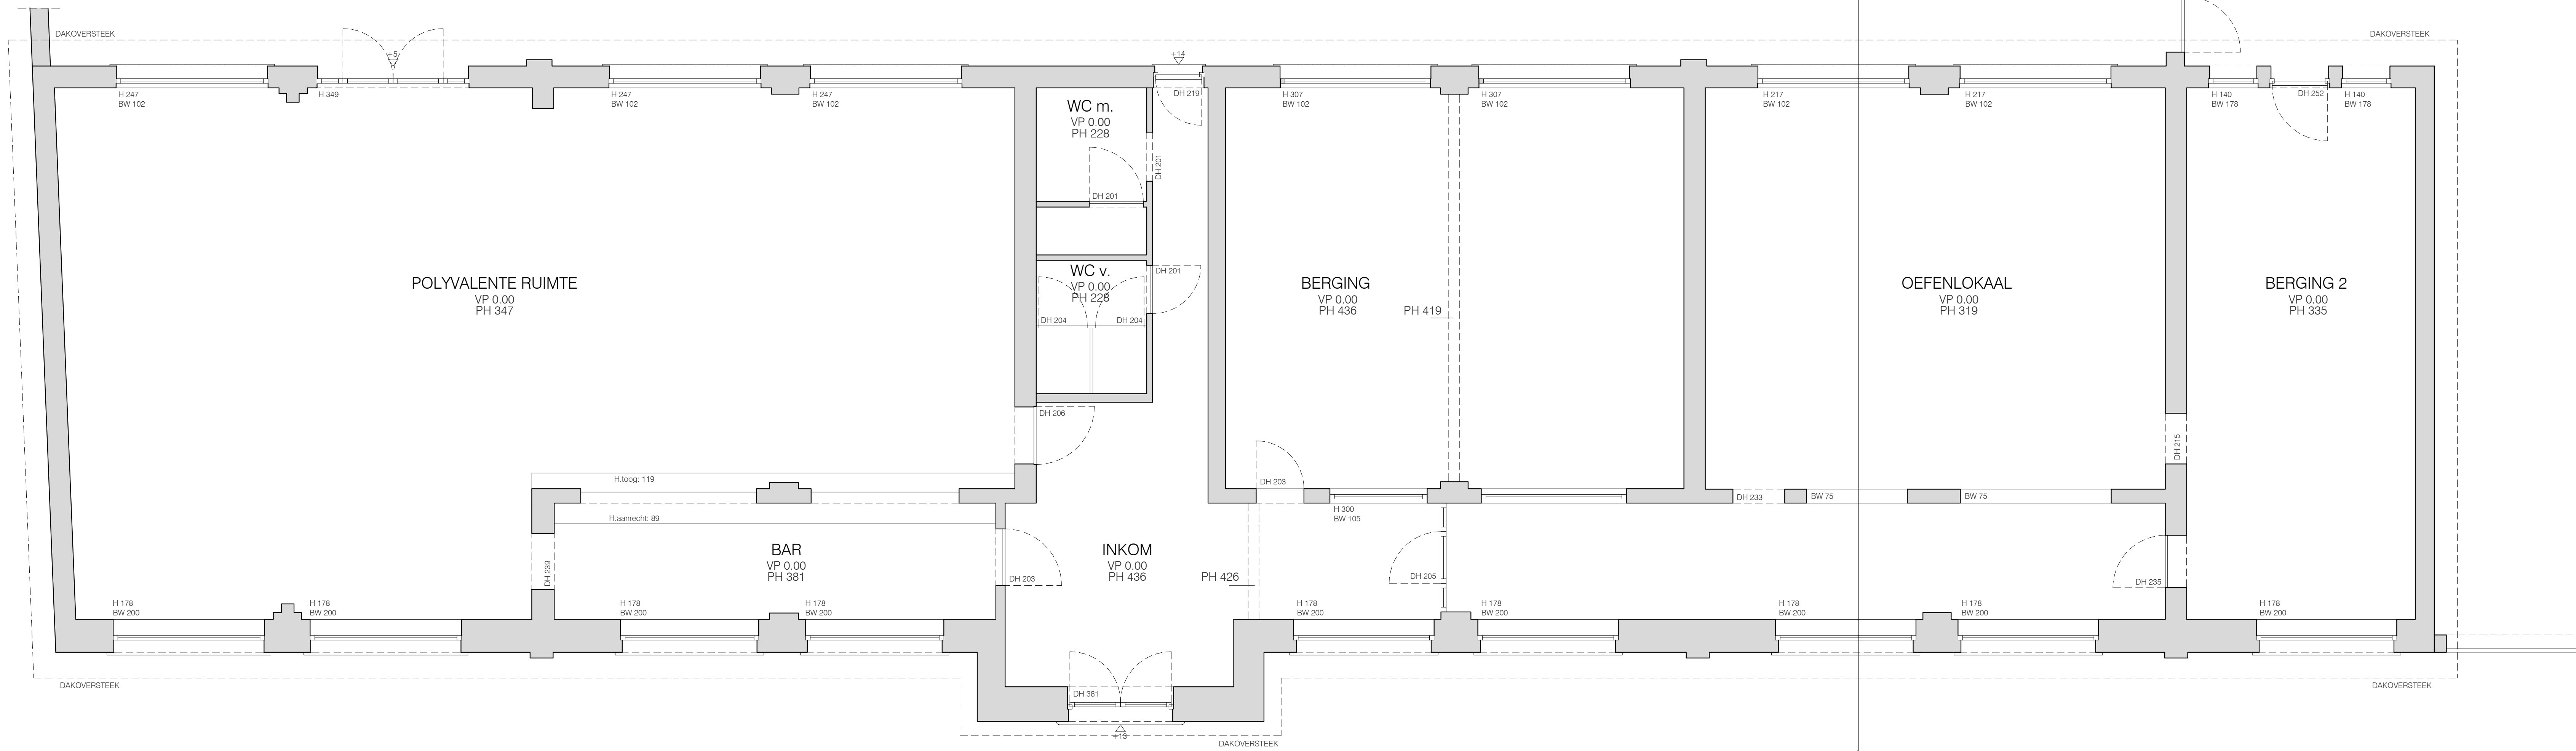 DAKOVERSTEEK
DAKOVERSTEEK
+5
+14
H 247
BW 102
H 349
H 247
BW 102
H 247
BW 102
DH 219
H 307
BW 102
H 307
BW 102
H 217
BW 102
H 217
BW 102
H 140
BW 178
DH 252
H 140
BW 178
WC m.
VP 0.00
PH 228
DH 201
DH 201
WC v.
VP 0.00
PH 228
DH 201
DH 204
DH 204
POLYVALENTE RUIMTE
VP 0.00
PH 347
BERGING
VP 0.00
PH 436
PH 419
OEFENLOKAAL
VP 0.00
PH 319
BERGING 2
VP 0.00
PH 335
DH 206
DH 215
H.toog: 119
DH 203
DH 233
BW 75
BW 75
H.aanrecht: 89
H 300
BW 105
BAR
VP 0.00
PH 381
INKOM
VP 0.00
PH 436
PH 426
DH 239
DH 203
DH 205
DH 235
H 178
BW 200
H 178
BW 200
H 178
BW 200
H 178
BW 200
H 178
BW 200
H 178
BW 200
H 178
BW 200
H 178
BW 200
H 178
BW 200
DAKOVERSTEEK
DH 381
DAKOVERSTEEK
+13
DAKOVERSTEEK